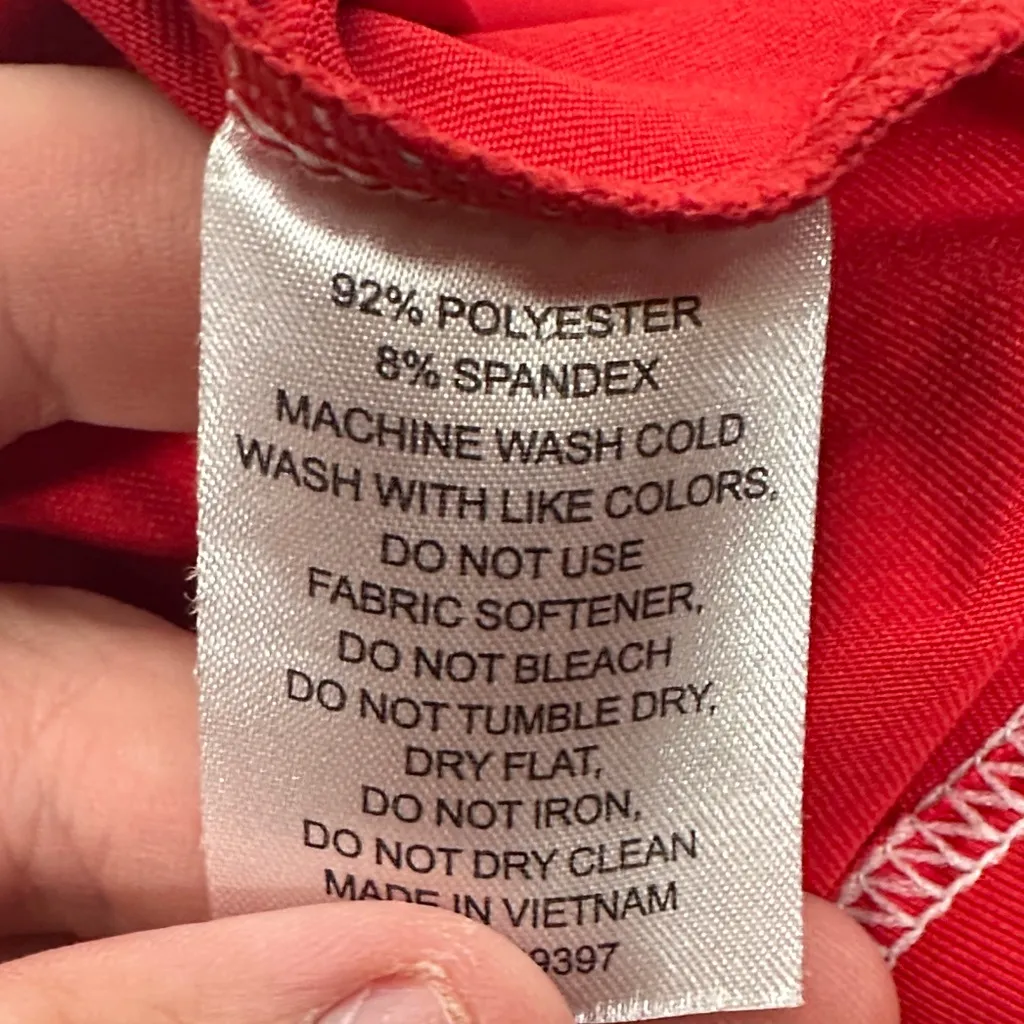 92% POLYESTER
8% SPANDEX
MACHINE WASH COLD
WASH WITH LIKE COLORS,
DO NOT USE
FABRIC SOFTENER,
DO NOT BLEACH
DO NOT TUMBLE DRY,
DRY FLAT,
DO NOT IRON,
DO NOT DRY CLEAN
MADE IN VIETNAM
9397